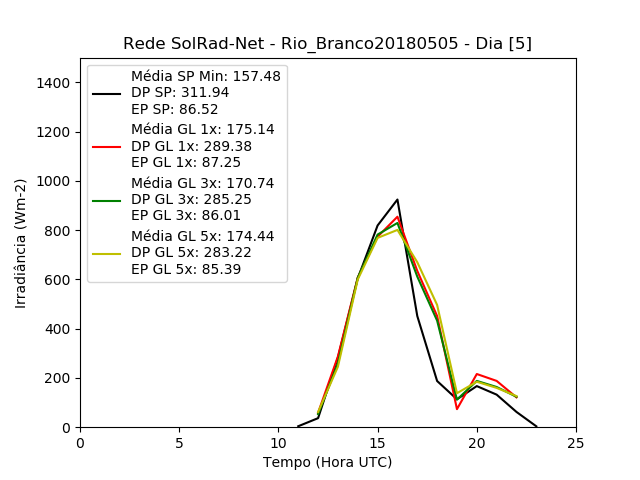 Rede SolRad-Net - Rio_Branco20180505 - Dia [5]
Média SP Min: 157.48
DP SP: 311.94
EP SP: 86.52
Média GL 1x: 175.14
DP GL 1x: 289.38
EP GL 1x: 87.25
Média GL 3x: 170.74
DP GL 3x: 285.25
EP GL 3x: 86.01
Média GL 5x: 174.44
DP GL 5x: 283.22
EP GL 5x: 85.39
Irradiância (Wm-2)
1400
1200
1000
800
600
400
200
0
0 5 10 15 20 25
Tempo (Hora UTC)